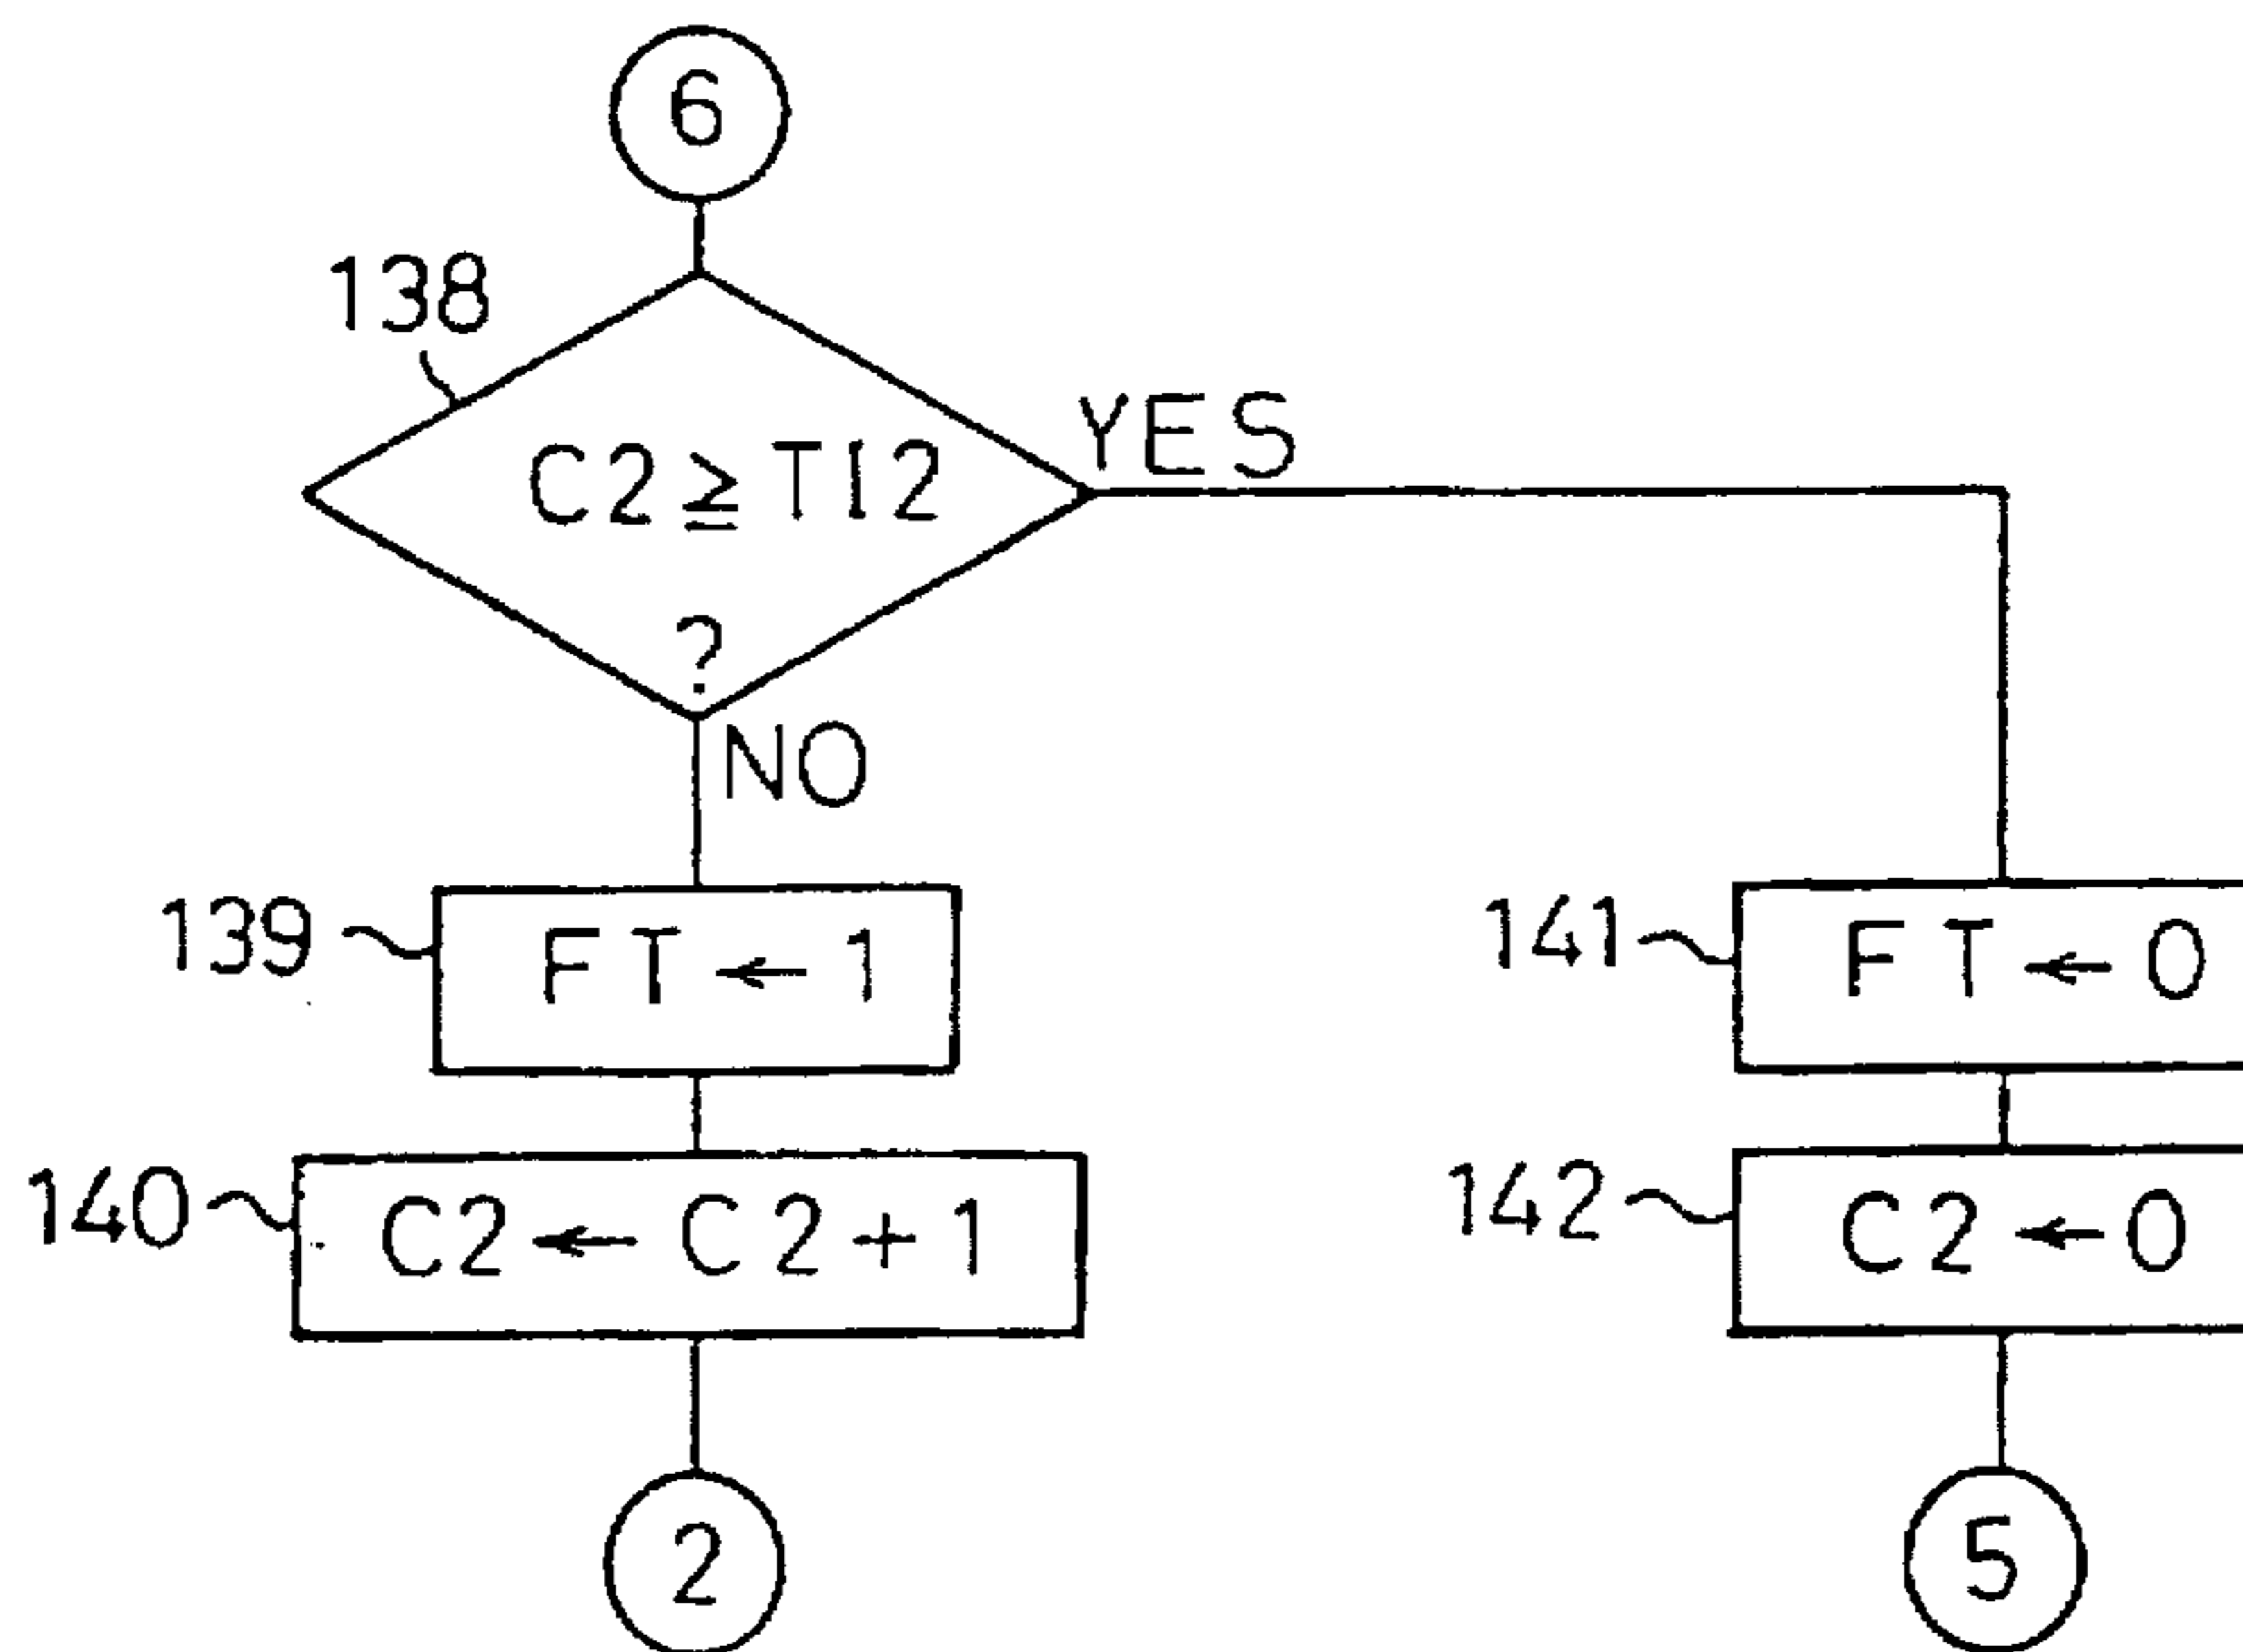 6
138
YES
C2 ≧ TI2
?
NO
139
FT ← 1
141
FT ← 0
140
C2 ← C2 + 1
142
C2 ← 0
2
5